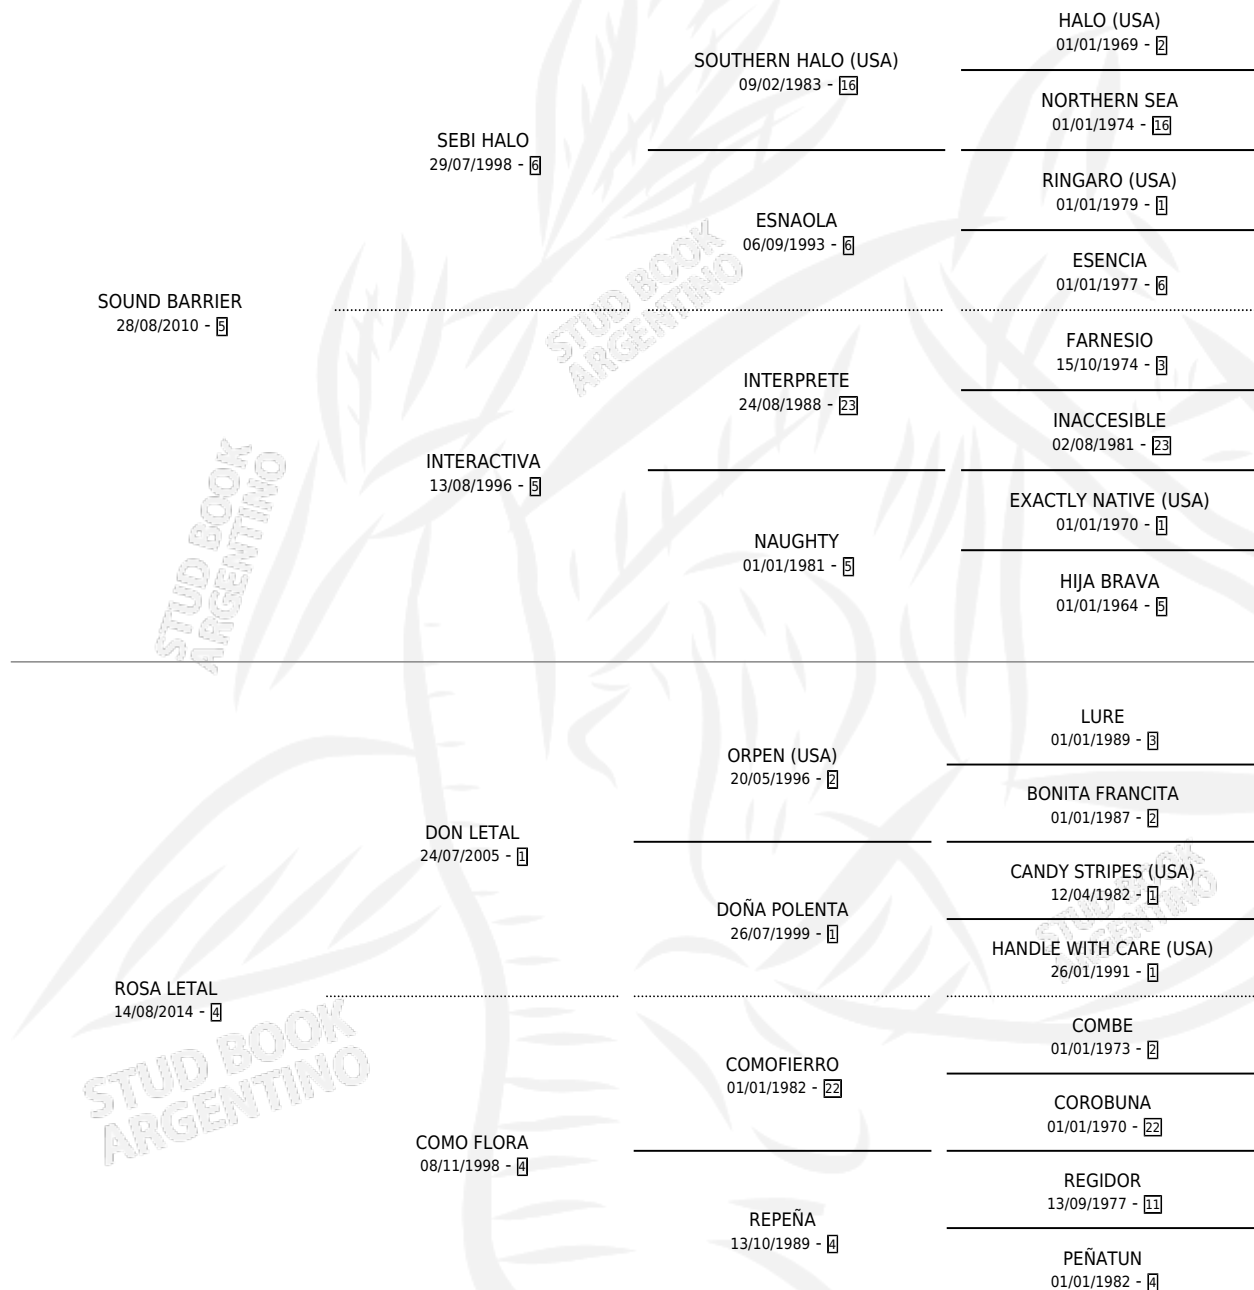 HALO (USA)
01/01/1969 - 2
SOUTHERN HALO (USA)
09/02/1983 - 16
NORTHERN SEA
01/01/1974 - 16
SEBI HALO
29/07/1998 - 6
RINGARO (USA)
01/01/1979 - 1
ESNAOLA
06/09/1993 - 6
ESENCIA
01/01/1977 - 6
STUD BOOK
ARGENTINO
SOUND BARRIER
28/08/2010 - 5
FARNESIO
15/10/1974 - 3
INTERPRETE
24/08/1988 - 23
INACCESIBLE
02/08/1981 - 23
INTERACTIVA
13/08/1996 - 5
EXACTLY NATIVE (USA)
01/01/1970 - 1
NAUGHTY
01/01/1981 - 5
HIJA BRAVA
01/01/1964 - 5
STUD BOOK
ARGENTINO
LURE
01/01/1989 - 3
ORPEN (USA)
20/05/1996 - 2
BONITA FRANCITA
01/01/1987 - 2
DON LETAL
24/07/2005 - 1
CANDY STRIPES (USA)
12/04/1982 - 1
DOÑA POLENTA
26/07/1999 - 1
HANDLE WITH CARE (USA)
26/01/1991 - 1
STUD BOOK
ARGENTINO
ROSA LETAL
14/08/2014 - 4
COMBE
01/01/1973 - 2
COMOFIERRO
01/01/1982 - 22
COROBUNA
01/01/1970 - 22
STUD BOOK
ARGENTINO
COMO FLORA
08/11/1998 - 4
REGIDOR
13/09/1977 - 11
REPEÑA
13/10/1989 - 4
PEÑATUN
01/01/1982 - 4